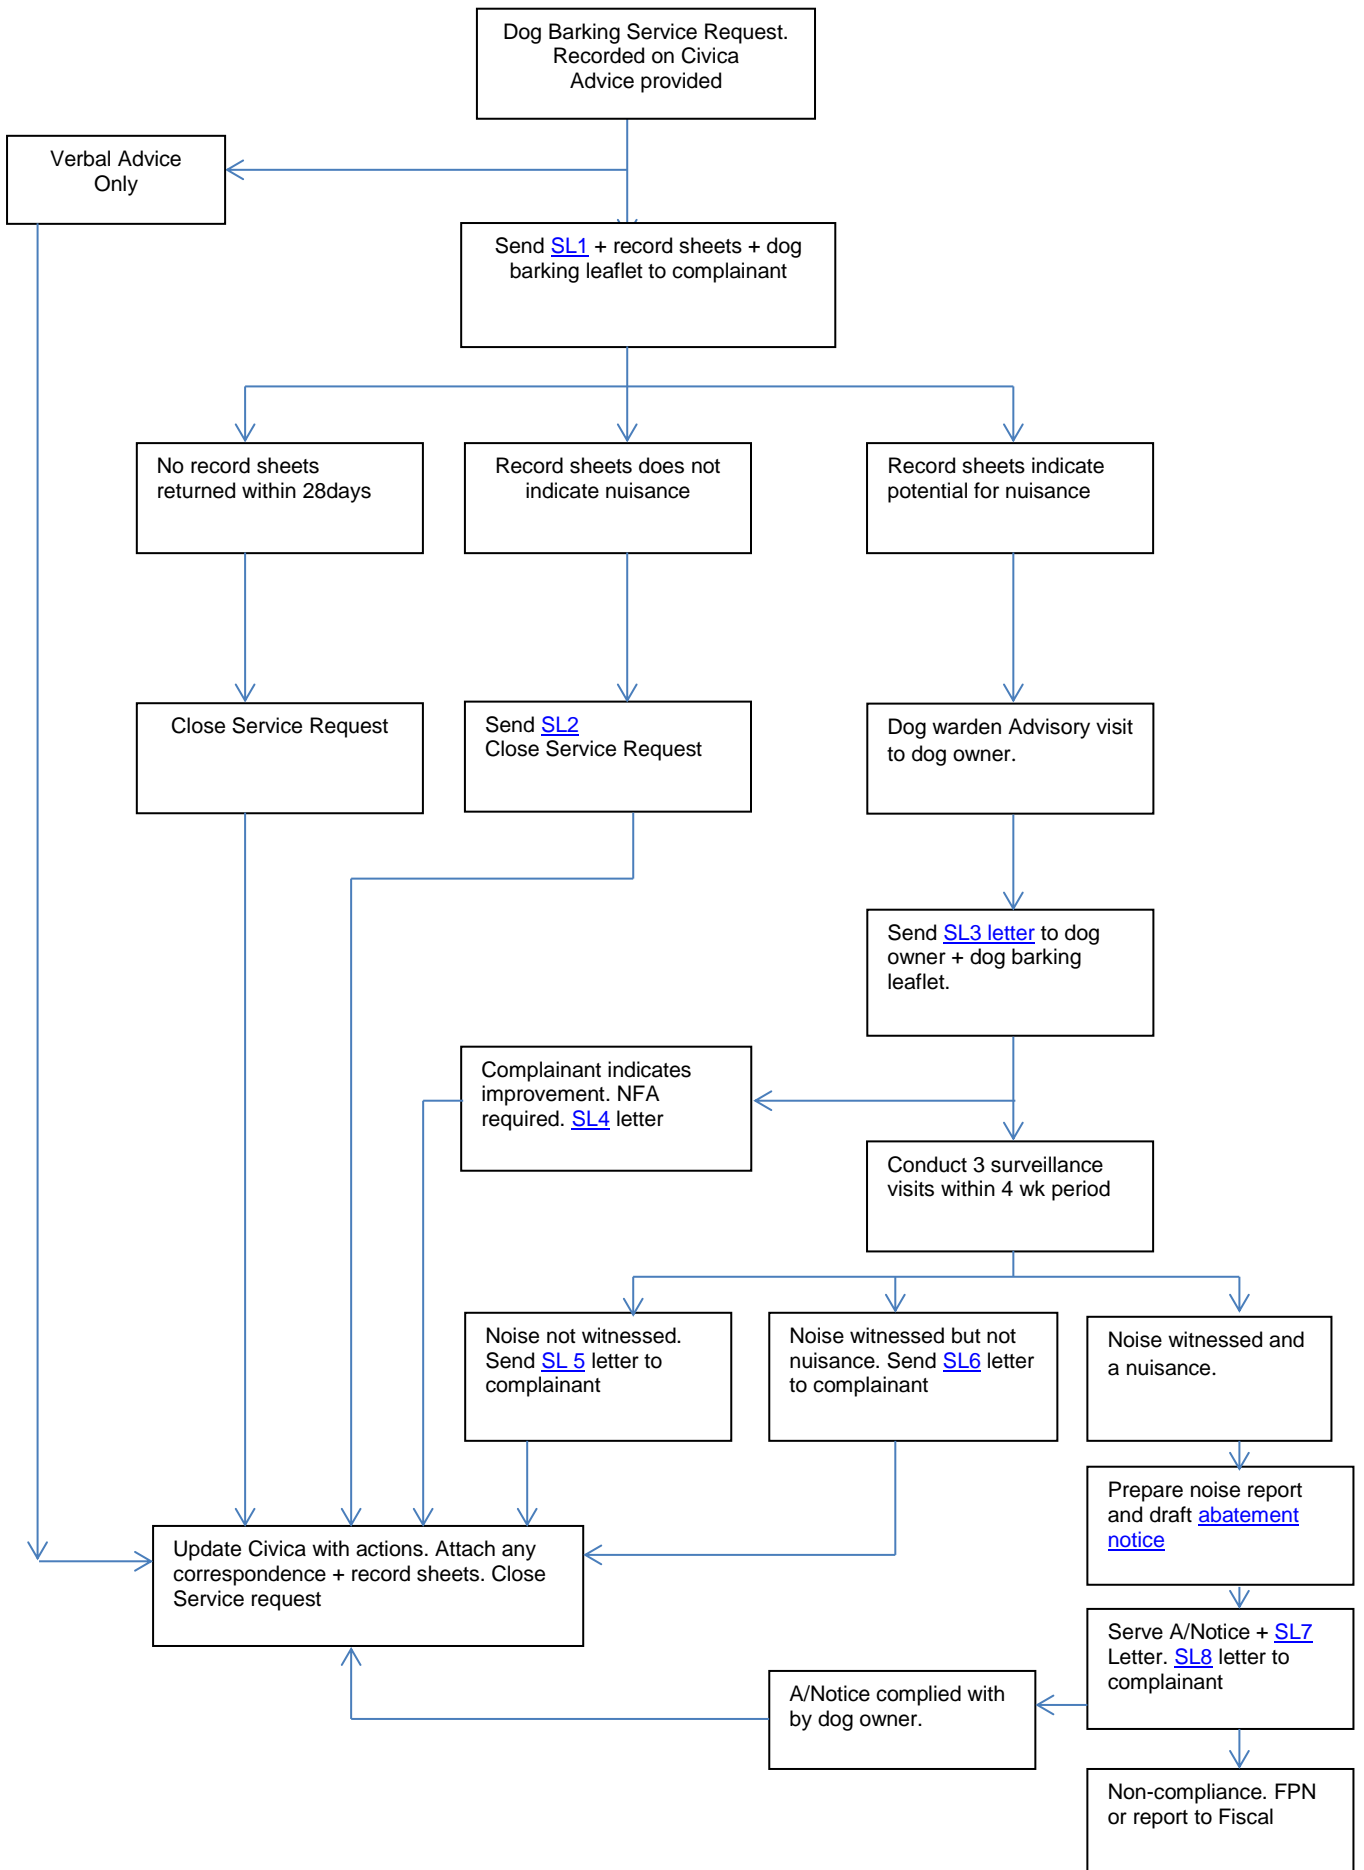 Dog Barking Service Request.
Recorded on Civica
Advice provided
Verbal Advice
Only
Send SL1 + record sheets + dog
barking leaflet to complainant
No record sheets
returned within 28days
Record sheets does not
indicate nuisance
Record sheets indicate
potential for nuisance
Close Service Request
Send SL2
Close Service Request
Dog warden Advisory visit
to dog owner.
Send SL3 letter to dog
owner + dog barking
leaflet.
Complainant indicates
improvement. NFA
required. SL4 letter
Conduct 3 surveillance
visits within 4 wk period
Noise not witnessed.
Send SL 5 letter to
complainant
Noise witnessed but not
nuisance. Send SL6 letter
to complainant
Noise witnessed and
a nuisance.
Prepare noise report
and draft abatement
notice
Update Civica with actions. Attach any
correspondence + record sheets. Close
Service request
Serve A/Notice + SL7
Letter. SL8 letter to
complainant
A/Notice complied with
by dog owner.
Non-compliance. FPN
or report to Fiscal